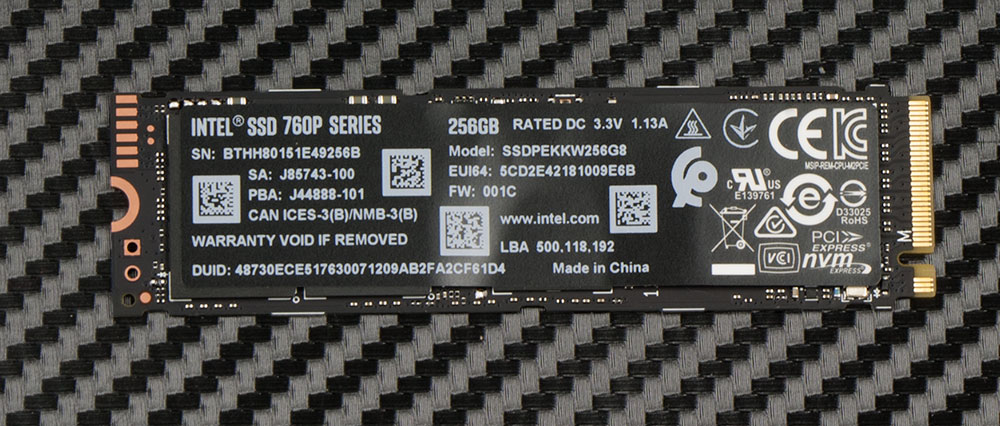 INTEL® SSD 760P SERIES
256GB RATED DC 3.3V 1.13A
SN: BTHH80151E49256B
Model: SSDPEKKW256G8
SA: J85743-100
EUI64: 5CD2E42181009E6B
PBA: J44888-101
FW: 001C
CAN ICES-3(B)/NMB-3(B)
www.intel.com
WARRANTY VOID IF REMOVED
LBA 500,118,192
DUID: 48730ECE517630071209AB2FA2CF61D4
Made in China
CE
MSIP-REM-CPU-M2PCIE
C US
E139761
D33025
RoHS
PCI
EXPRESS®
VCI
nvm
EXPRESS
M
1